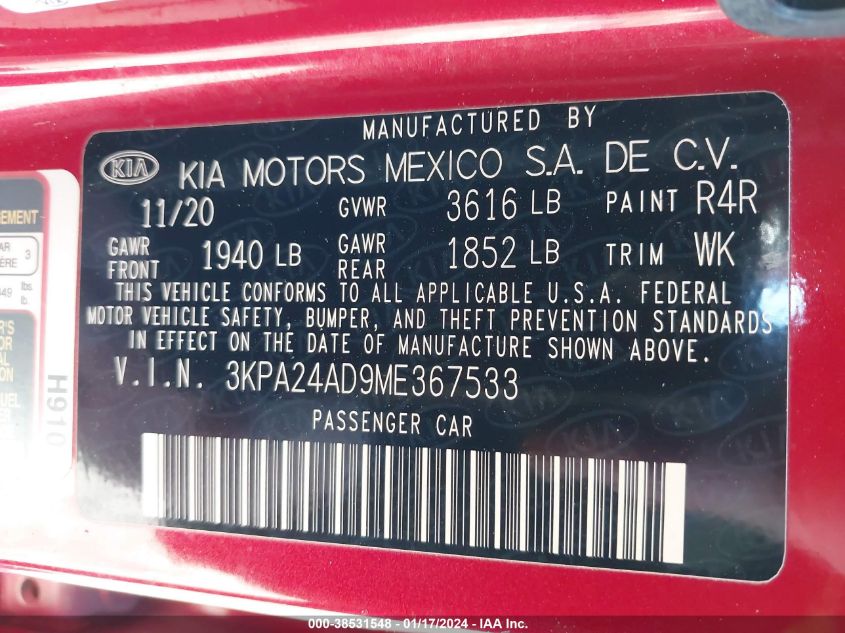 MANUFACTURED BY
KIA KIA MOTORS MEXICO S.A. DE C.V.
11/20 GVWR 3616 LB PAINT R4R
GAWR FRONT 1940 LB GAWR REAR 1852 LB TRIM WK
THIS VEHICLE CONFORMS TO ALL APPLICABLE U.S.A. FEDERAL
MOTOR VEHICLE SAFETY, BUMPER, AND THEFT PREVENTION STANDARDS
IN EFFECT ON THE DATE OF MANUFACTURE SHOWN ABOVE.
V.I.N. 3KPA24AD9ME367533
PASSENGER CAR
H910
3
lbs.
lb.
000-38531548 - 01/17/2024 - IAA Inc.